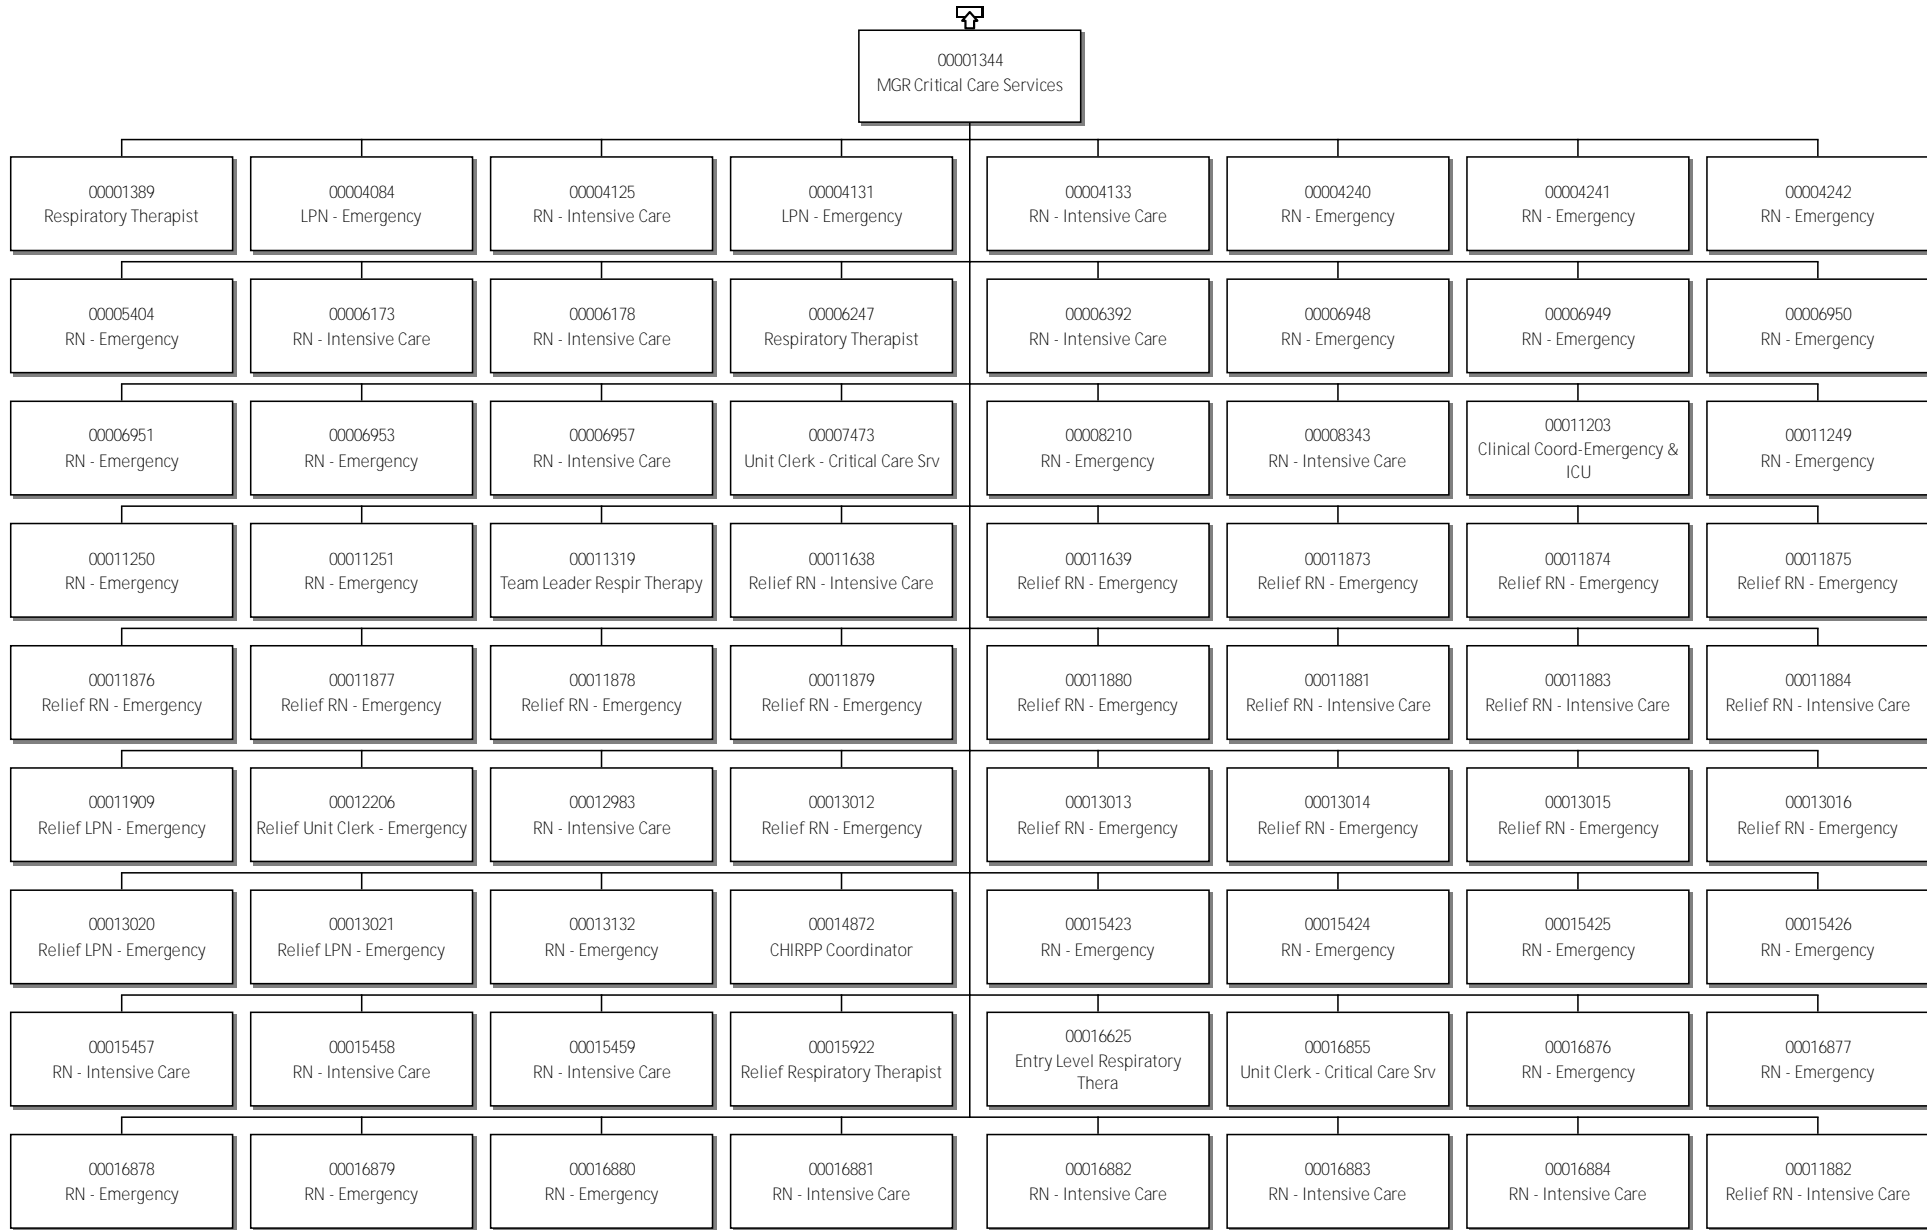 00001344
MGR Critical Care Services
00001389
Respiratory Therapist
00004084
LPN - Emergency
00004125
RN - Intensive Care
00004131
LPN - Emergency
00004133
RN - Intensive Care
00004240
RN - Emergency
00004241
RN - Emergency
00004242
RN - Emergency
00005404
RN - Emergency
00006173
RN - Intensive Care
00006178
RN - Intensive Care
00006247
Respiratory Therapist
00006392
RN - Intensive Care
00006948
RN - Emergency
00006949
RN - Emergency
00006950
RN - Emergency
00006951
RN - Emergency
00006953
RN - Emergency
00006957
RN - Intensive Care
00007473
Unit Clerk - Critical Care Srv
00008210
RN - Emergency
00008343
RN - Intensive Care
00011203
Clinical Coord-Emergency &
ICU
00011249
RN - Emergency
00011250
RN - Emergency
00011251
RN - Emergency
00011319
Team Leader Respir Therapy
00011638
Relief RN - Intensive Care
00011639
Relief RN - Emergency
00011873
Relief RN - Emergency
00011874
Relief RN - Emergency
00011875
Relief RN - Emergency
00011876
Relief RN - Emergency
00011877
Relief RN - Emergency
00011878
Relief RN - Emergency
00011879
Relief RN - Emergency
00011880
Relief RN - Emergency
00011881
Relief RN - Intensive Care
00011883
Relief RN - Intensive Care
00011884
Relief RN - Intensive Care
00011909
Relief LPN - Emergency
00012206
Relief Unit Clerk - Emergency
00012983
RN - Intensive Care
00013012
Relief RN - Emergency
00013013
Relief RN - Emergency
00013014
Relief RN - Emergency
00013015
Relief RN - Emergency
00013016
Relief RN - Emergency
00013020
Relief LPN - Emergency
00013021
Relief LPN - Emergency
00013132
RN - Emergency
00014872
CHIRPP Coordinator
00015423
RN - Emergency
00015424
RN - Emergency
00015425
RN - Emergency
00015426
RN - Emergency
00015457
RN - Intensive Care
00015458
RN - Intensive Care
00015459
RN - Intensive Care
00015922
Relief Respiratory Therapist
00016625
Entry Level Respiratory
Thera
00016855
Unit Clerk - Critical Care Srv
00016876
RN - Emergency
00016877
RN - Emergency
00016878
RN - Emergency
00016879
RN - Emergency
00016880
RN - Emergency
00016881
RN - Intensive Care
00016882
RN - Intensive Care
00016883
RN - Intensive Care
00016884
RN - Intensive Care
00011882
Relief RN - Intensive Care